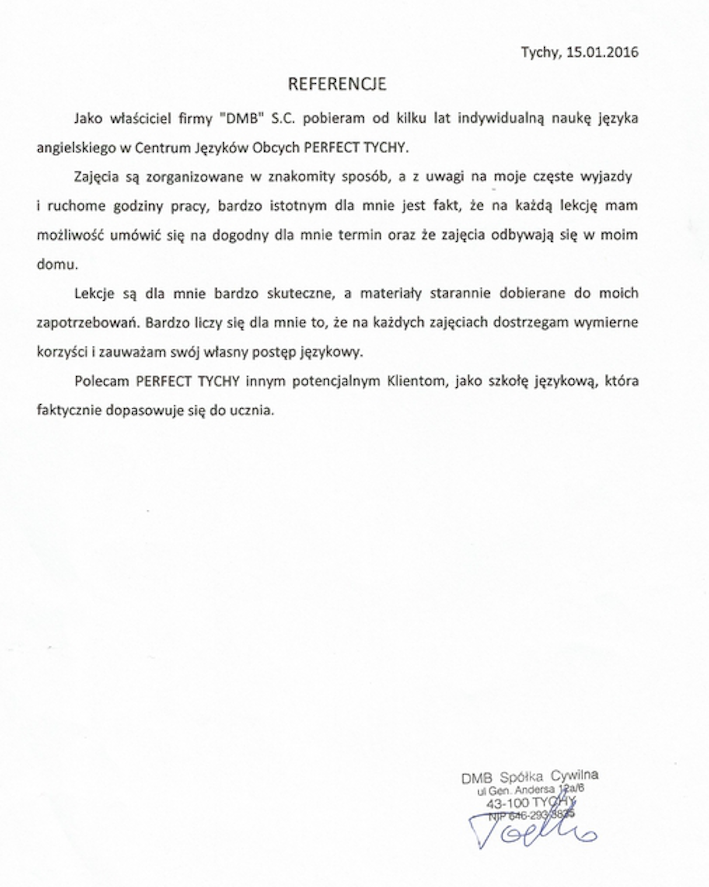 Tychy, 15.01.2016
REFERENCJE
Jako właściciel firmy "DMB" S.C. pobieram od kilku lat indywidualną naukę języka
angielskiego w Centrum Języków Obcych PERFECT TYCHY.
Zajęcia są zorganizowane w znakomity sposób, a z uwagi na moje częste wyjazdy
i ruchome godziny pracy, bardzo istotnym dla mnie jest fakt, że na każdą lekcję mam
możliwość umówić się na dogodny dla mnie termin oraz że zajęcia odbywają się w moim
domu.
Lekcje są dla mnie bardzo skuteczne, a materiały starannie dobierane do moich
zapotrzebowań. Bardzo liczy się dla mnie to, że na każdych zajęciach dostrzegam wymierne
korzyści i zauważam swój własny postęp językowy.
Polecam PERFECT TYCHY innym potencjalnym Klientom, jako szkołę językową, która
faktycznie dopasowuje się do ucznia.
DMB Spółka Cywilna
ul Gen. Andersa 12a/6
43-100 TYCHY
NIP